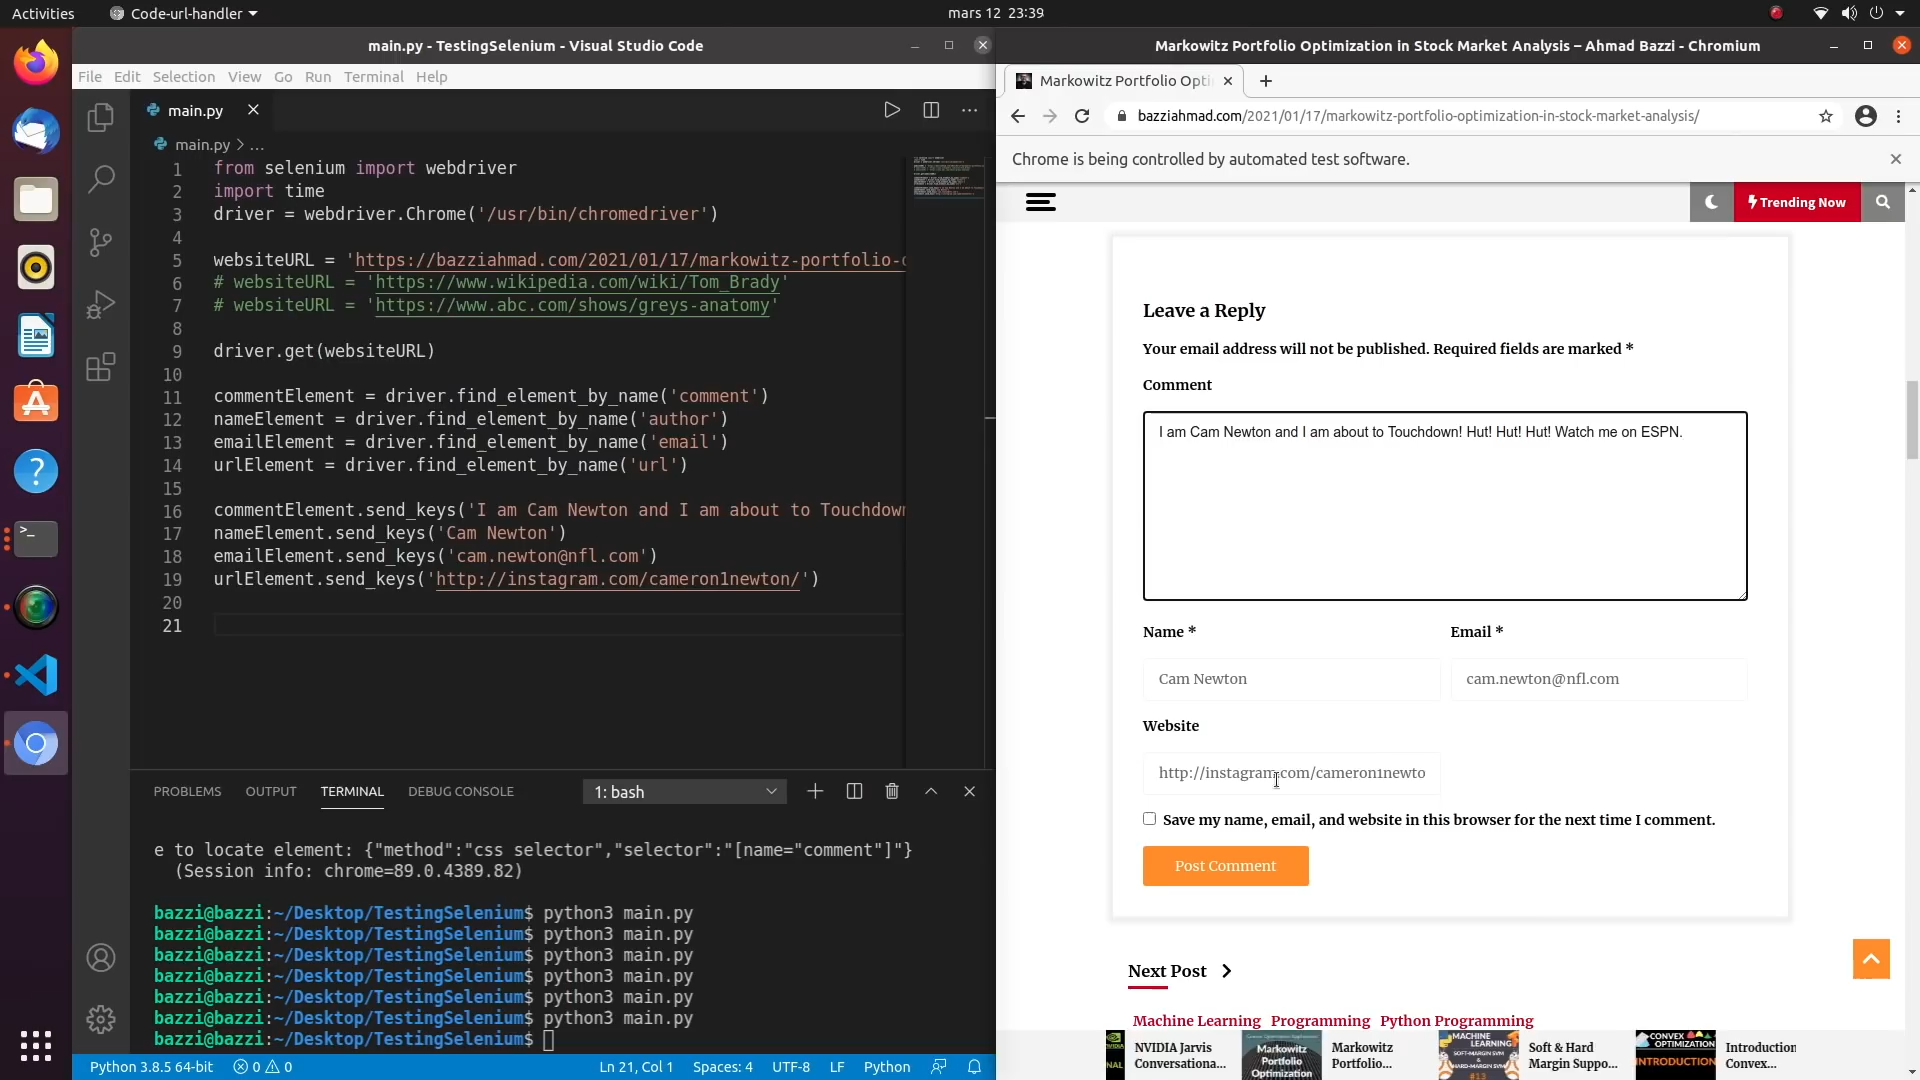 Activities
Code-url-handler
mars 12 23:39
main.py - TestingSelenium - Visual Studio Code
File Edit Selection View Go Run Terminal Help
main.py
main.py > ...
1 from selenium import webdriver
2 import time
3 driver = webdriver.Chrome('/usr/bin/chromedriver')
4
5 websiteURL = 'https://bazziahmad.com/2021/01/17/markowitz-portfolio-
6 # websiteURL = 'https://www.wikipedia.com/wiki/Tom_Brady'
7 # websiteURL = 'https://www.abc.com/shows/greys-anatomy'
8
9 driver.get(websiteURL)
10
11 commentElement = driver.find_element_by_name('comment')
12 nameElement = driver.find_element_by_name('author')
13 emailElement = driver.find_element_by_name('email')
14 urlElement = driver.find_element_by_name('url')
15
16 commentElement.send_keys('I am Cam Newton and I am about to Touchdown
17 nameElement.send_keys('Cam Newton')
18 emailElement.send_keys('cam.newton@nfl.com')
19 urlElement.send_keys('http://instagram.com/cameron1newton/')
20
21
PROBLEMS OUTPUT TERMINAL DEBUG CONSOLE 1: bash
e to locate element: {"method":"css selector","selector":"[name="comment"]"}
(Session info: chrome=89.0.4389.82)
bazzi@bazzi:~/Desktop/TestingSelenium$ python3 main.py
bazzi@bazzi:~/Desktop/TestingSelenium$ python3 main.py
bazzi@bazzi:~/Desktop/TestingSelenium$ python3 main.py
bazzi@bazzi:~/Desktop/TestingSelenium$ python3 main.py
bazzi@bazzi:~/Desktop/TestingSelenium$ python3 main.py
bazzi@bazzi:~/Desktop/TestingSelenium$ python3 main.py
bazzi@bazzi:~/Desktop/TestingSelenium$
Python 3.8.5 64-bit 0 0 Ln 21, Col 1 Spaces: 4 UTF-8 LF Python
Markowitz Portfolio Optimization in Stock Market Analysis – Ahmad Bazzi - Chromium
Markowitz Portfolio Opti
bazziahmad.com/2021/01/17/markowitz-portfolio-optimization-in-stock-market-analysis/
Chrome is being controlled by automated test software.
Trending Now
Leave a Reply
Your email address will not be published. Required fields are marked *
Comment
I am Cam Newton and I am about to Touchdown! Hut! Hut! Hut! Watch me on ESPN.
Name * Email *
Cam Newton cam.newton@nfl.com
Website
http://instagram.com/cameron1newto
Save my name, email, and website in this browser for the next time I comment.
Post Comment
Next Post
Machine Learning Programming Python Programming
NVIDIA Jarvis
Conversationa...
Markowitz
Portfolio
Optimization
Markowitz
Portfolio...
MACHINE LEARNING
SOFT-MARGIN SVM
&
HARD-MARGIN SVM
#13
Soft & Hard
Margin Suppo...
CONVEX
OPTIMIZATION
INTRODUCTION
Introduction
Convex...